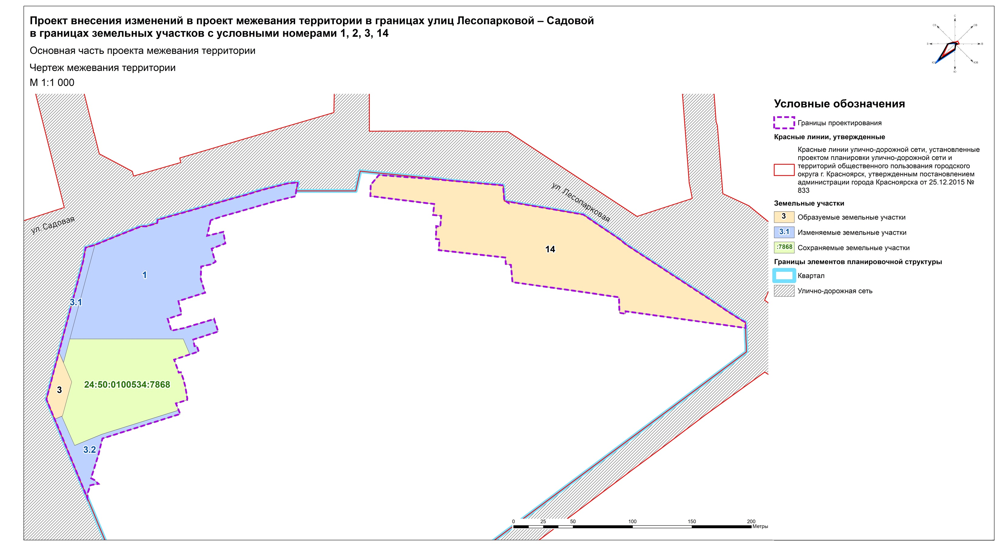 Проект внесения изменений в проект межевания территории в границах улиц Лесопарковой – Садовой
в границах земельных участков с условными номерами 1, 2, 3, 14
Основная часть проекта межевания территории
Чертеж межевания территории
М 1:1 000
С
СЗ
СВ
З
В
ЮЗ
ЮВ
Ю
ул. Садовая
ул. Лесопарковая
14
1
3.1
24:50:0100534:7868
3
3.2
0 25 50 100 150 200
Метры
Условные обозначения
Границы проектирования
Красные линии, утвержденные
Красные линии улично-дорожной сети, установленные
проектом планировки улично-дорожной сети и
территорий общественного пользования городского
округа г. Красноярск, утвержденным постановлением
администрации города Красноярска от 25.12.2015 №
833
Земельные участки
3 Образуемые земельные участки
3.1 Изменяемые земельные участки
:7868 Сохраняемые земельные участки
Границы элементов планировочной структуры
Квартал
Улично-дорожная сеть